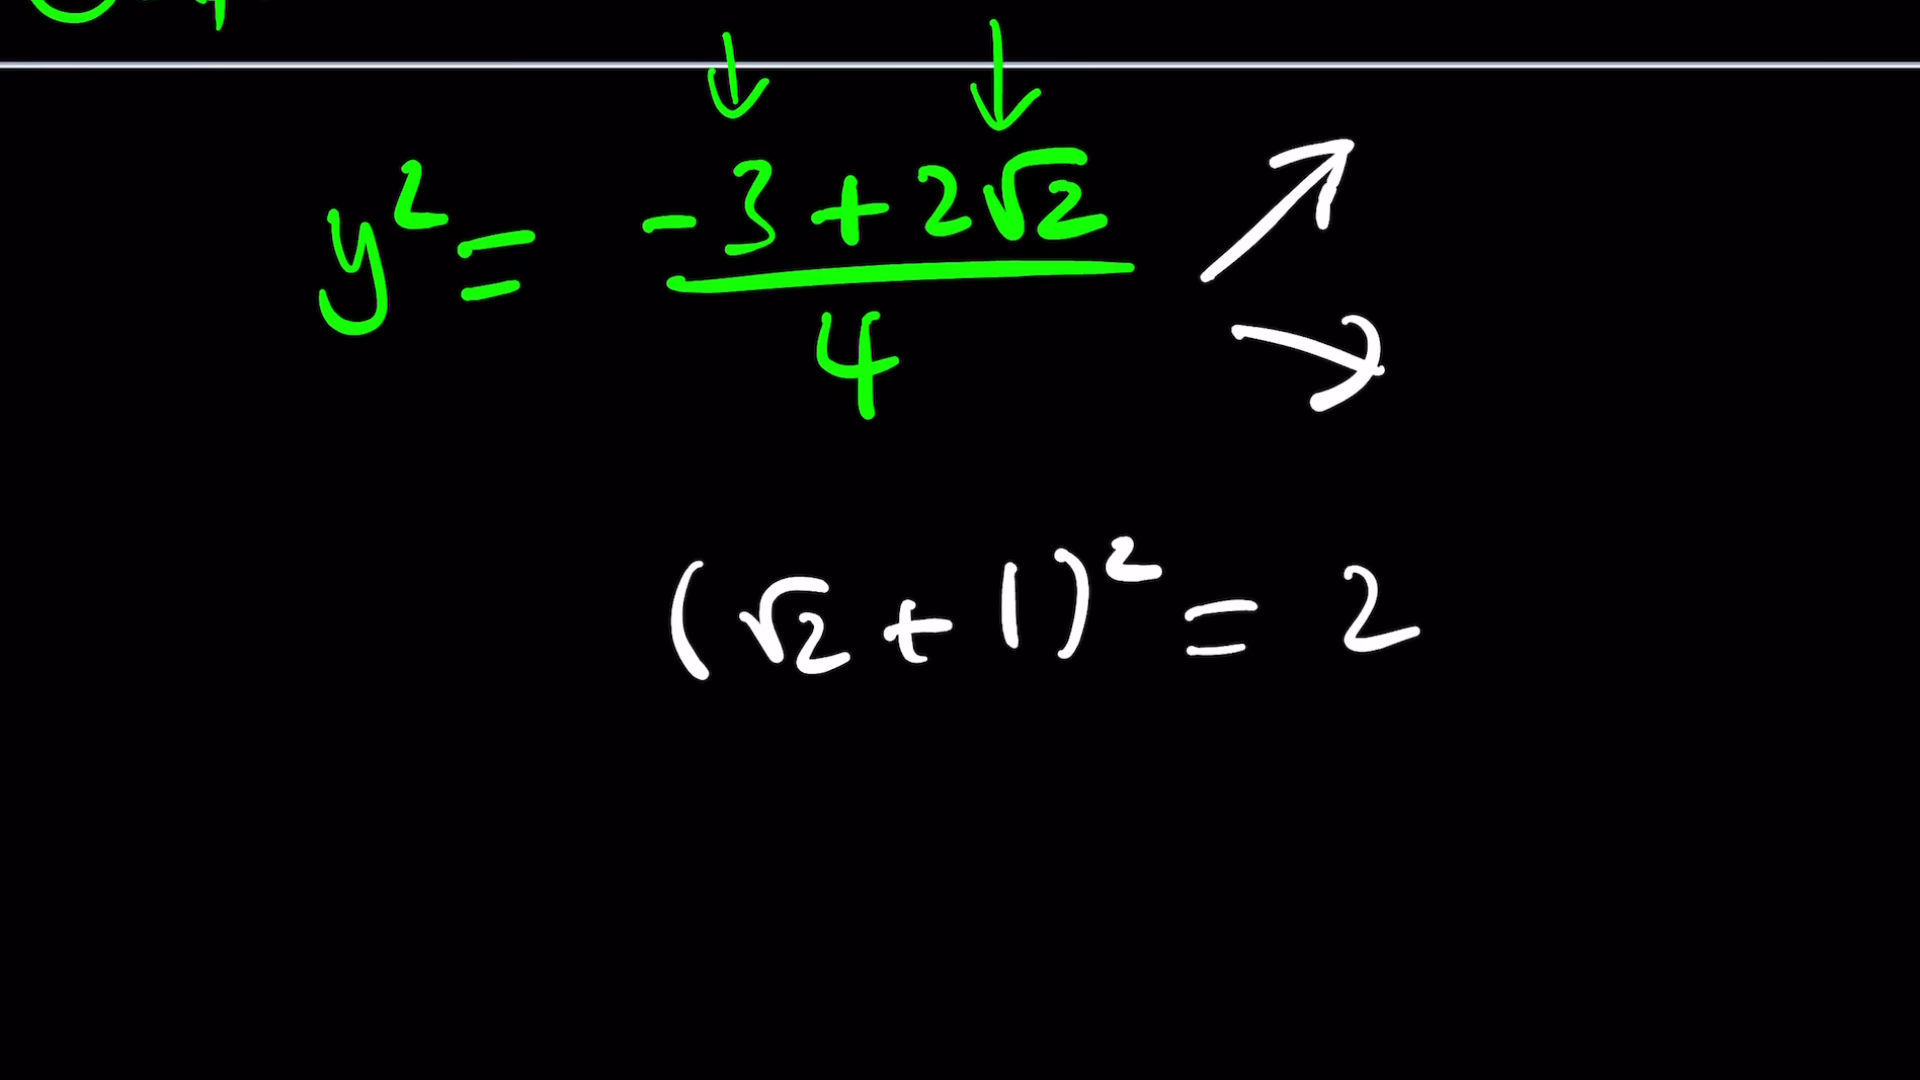 y² = (-3 + 2√2)/4
(√2 + 1)² = 2